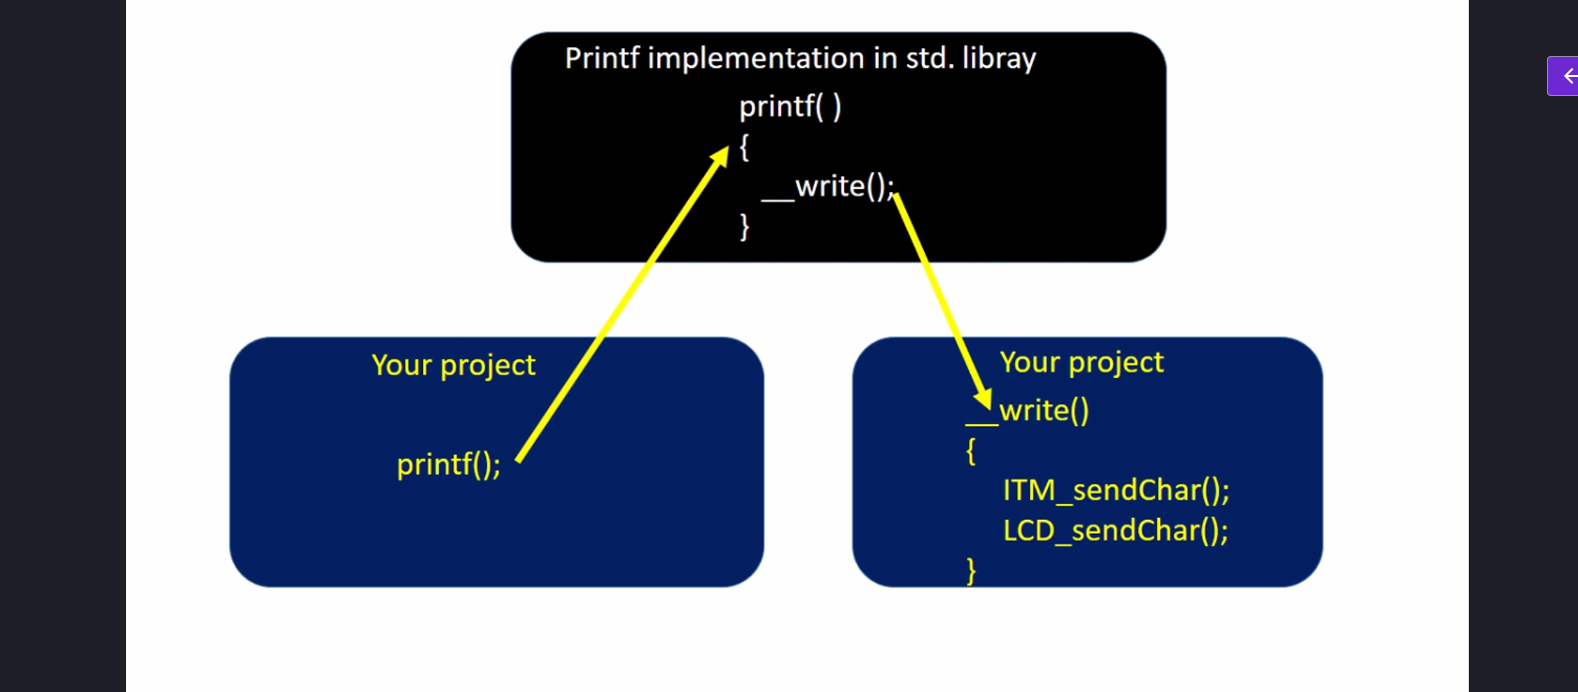 Printf implementation in std. libray
printf( )
{
__write();
}
Your project
printf();
Your project
__write()
{
ITM_sendChar();
LCD_sendChar();
}